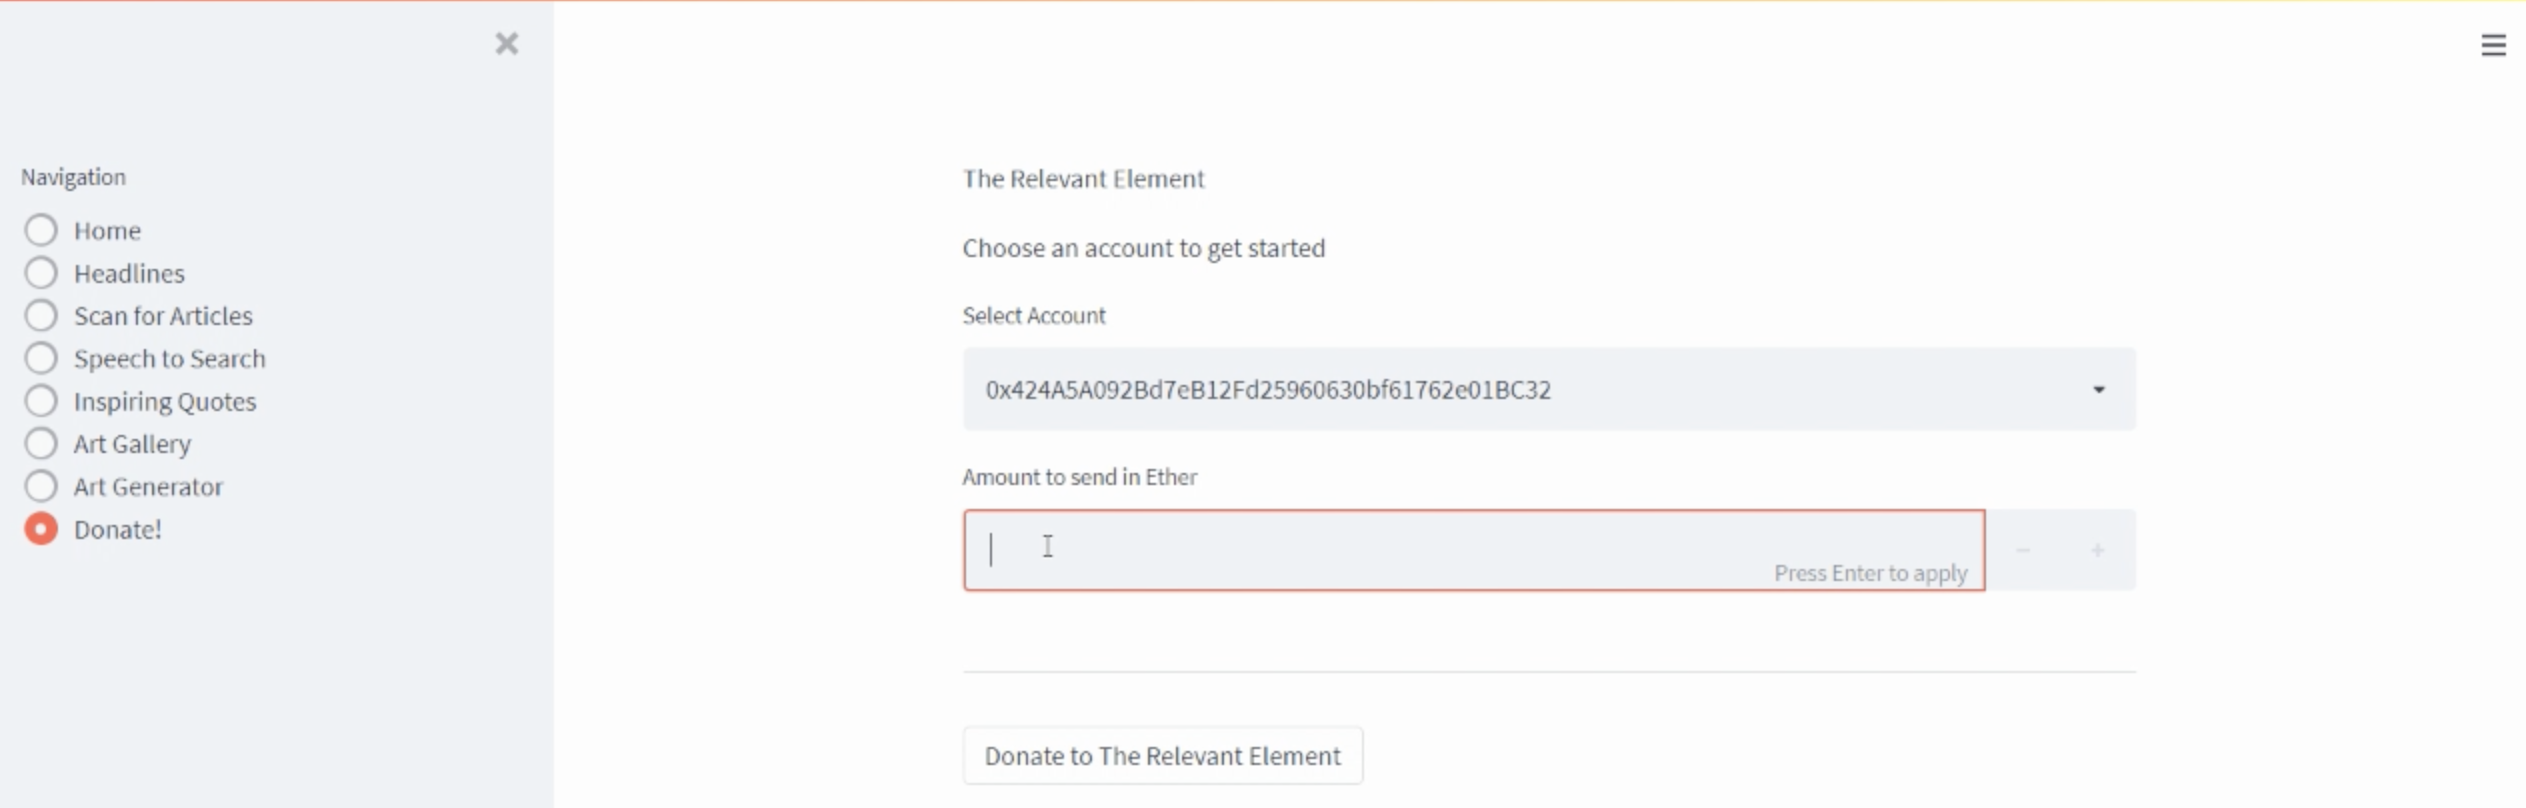 Navigation
Home
Headlines
Scan for Articles
Speech to Search
Inspiring Quotes
Art Gallery
Art Generator
Donate!
The Relevant Element
Choose an account to get started
Select Account
0x424A5A092Bd7eB12Fd25960630bf61762e01BC32
Amount to send in Ether
Press Enter to apply
Donate to The Relevant Element